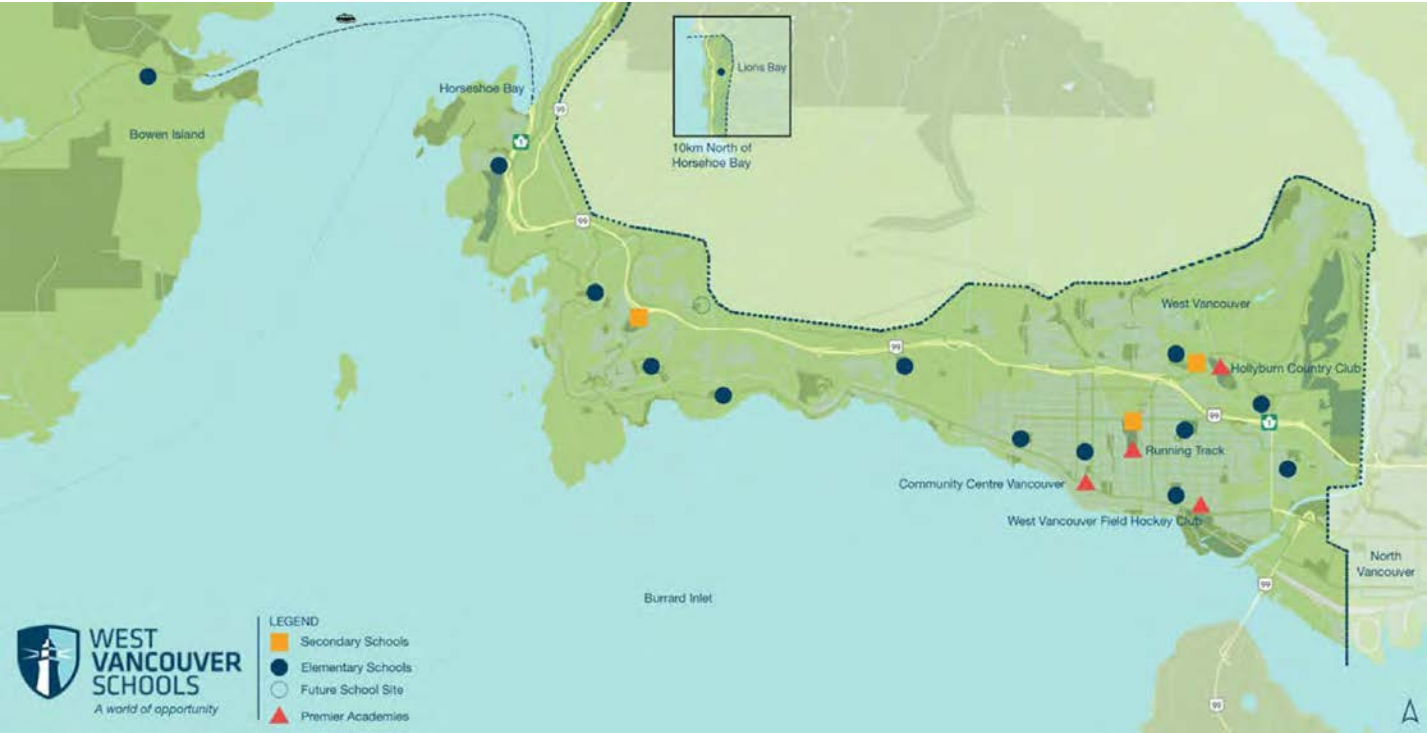 Lions Bay
Horseshoe Bay
99
1
Bowen Island
10km North of
Horsehoe Bay
99
West Vancouver
99
Hollyburn Country Club
99
1
Running Track
Community Centre Vancouver
West Vancouver Field Hockey Club
North
Vancouver
99
Burrard Inlet
99
WEST
VANCOUVER
SCHOOLS
A world of opportunity
LEGEND
Secondary Schools
Elementary Schools
Future School Site
Premier Academies